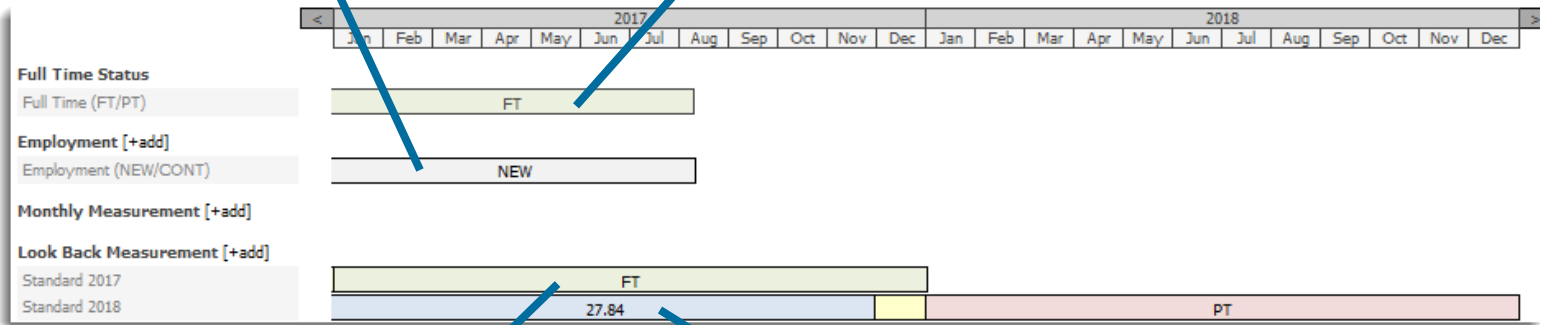 < 2017 2018 >
Jan Feb Mar Apr May Jun Jul Aug Sep Oct Nov Dec Jan Feb Mar Apr May Jun Jul Aug Sep Oct Nov Dec
Full Time Status
Full Time (FT/PT) FT
Employment [+add]
Employment (NEW/CONT) NEW
Monthly Measurement [+add]
Look Back Measurement [+add]
Standard 2017 FT
Standard 2018 27.84 PT